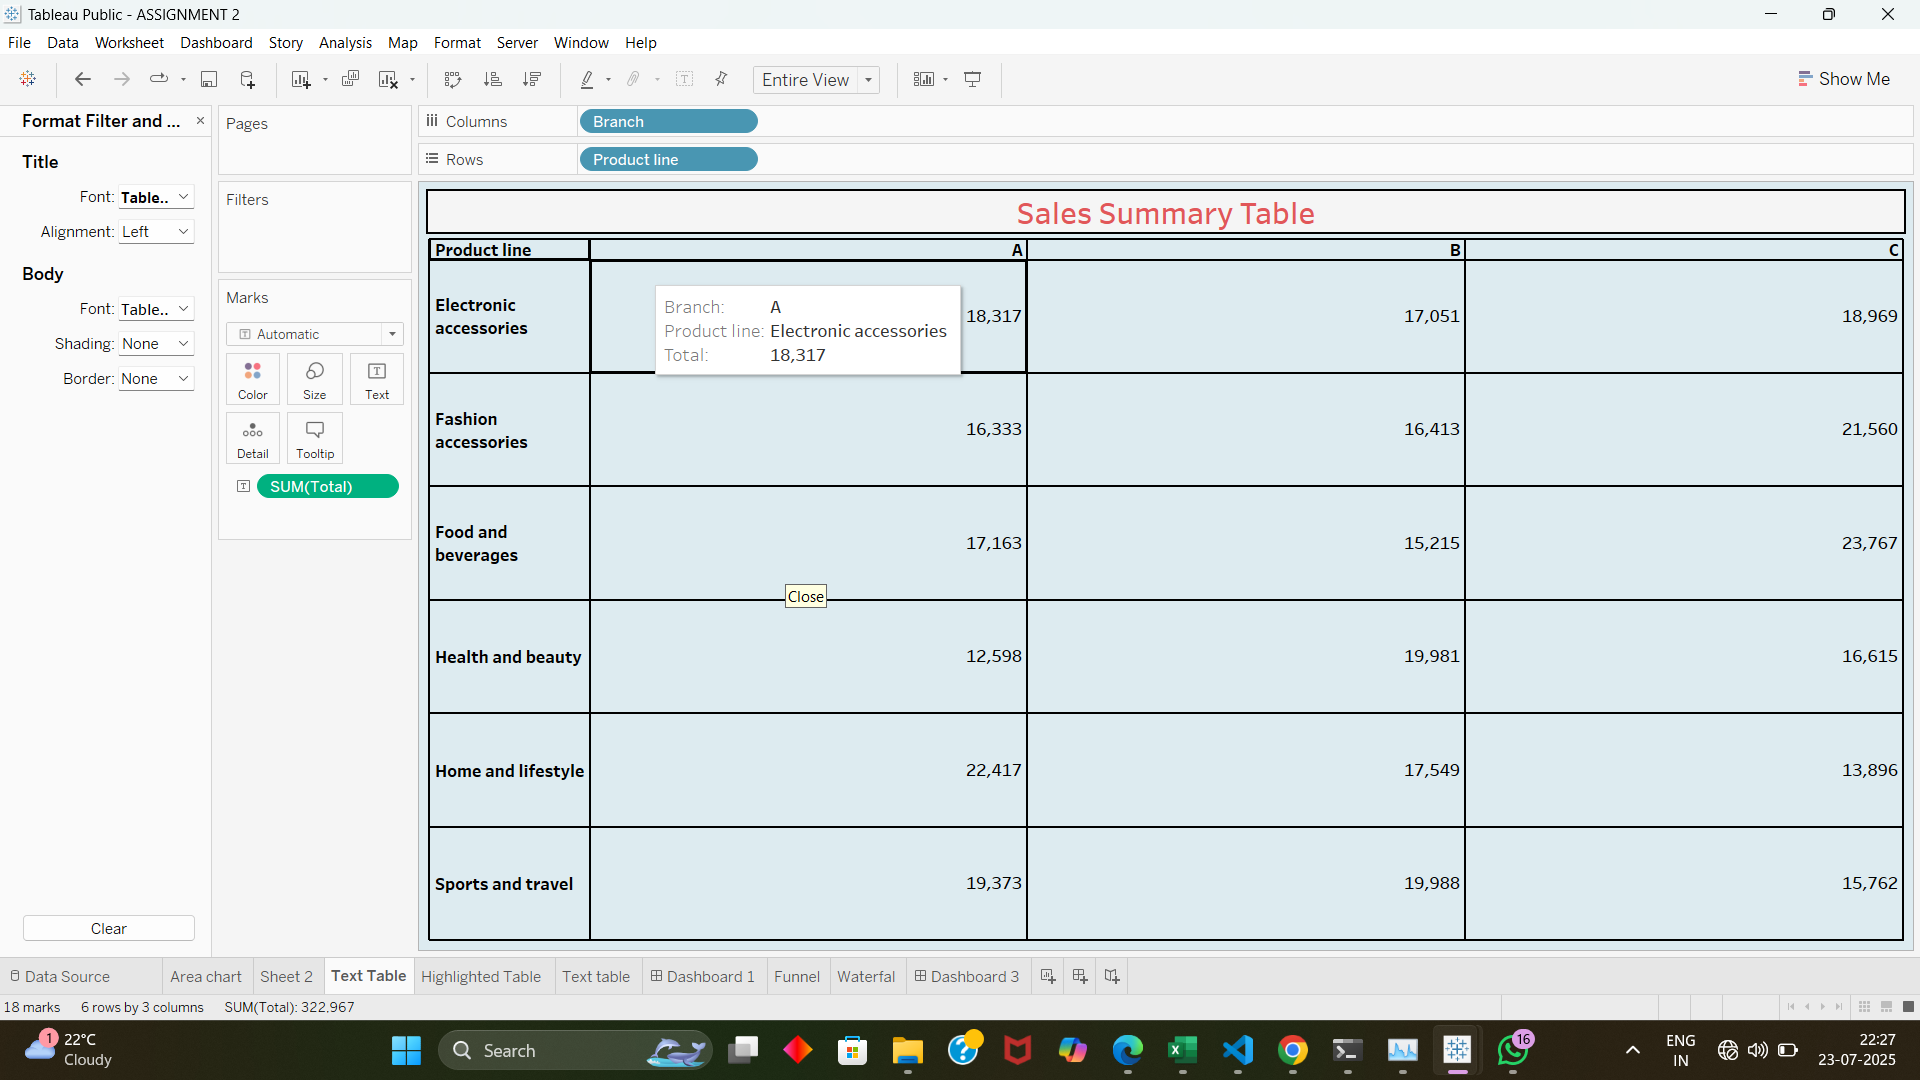 Tableau Public - ASSIGNMENT 2
File Data Worksheet Dashboard Story Analysis Map Format Server Window Help
Entire View
Show Me
Format Filter and ...
Title
Font: Table..
Alignment: Left
Body
Font: Table..
Shading: None
Border: None
Clear
Pages
Filters
Marks
Automatic
Color Size Text
Detail Tooltip
SUM(Total)
Columns Branch
Rows Product line
Sales Summary Table
Product line A B C
Electronic accessories 18,317 17,051 18,969
Branch: A
Product line: Electronic accessories
Total: 18,317
Fashion accessories 16,333 16,413 21,560
Food and beverages 17,163 15,215 23,767
Close
Health and beauty 12,598 19,981 16,615
Home and lifestyle 22,417 17,549 13,896
Sports and travel 19,373 19,988 15,762
Data Source Area chart Sheet 2 Text Table Highlighted Table Text table Dashboard 1 Funnel Waterfal Dashboard 3
18 marks 6 rows by 3 columns SUM(Total): 322,967
1 22°C
Cloudy
Search
16
ENG
IN
22:27
23-07-2025